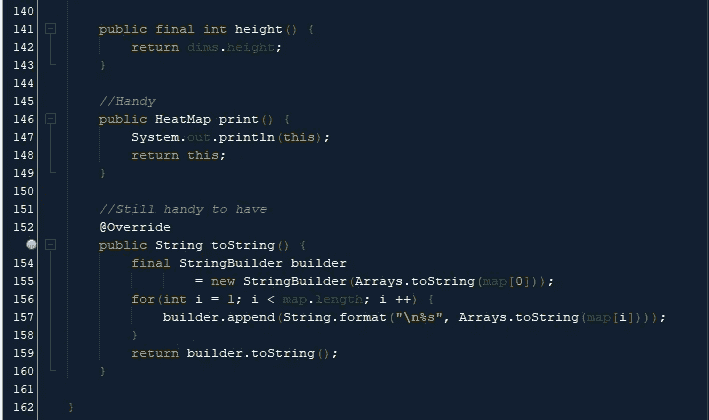 140
141 public final int height() {
142 return dims.height;
143 }
144
145 //Handy
146 public HeatMap print() {
147 System.out.println(this);
148 return this;
149 }
150
151 //Still handy to have
152 @Override
public String toString() {
154 final StringBuilder builder
155 = new StringBuilder(Arrays.toString(map[0]));
156 for(int i = 1; i < map.length; i ++) {
157 builder.append(String.format("\n%s", Arrays.toString(map[i])));
158 }
159 return builder.toString();
160 }
161
162 }